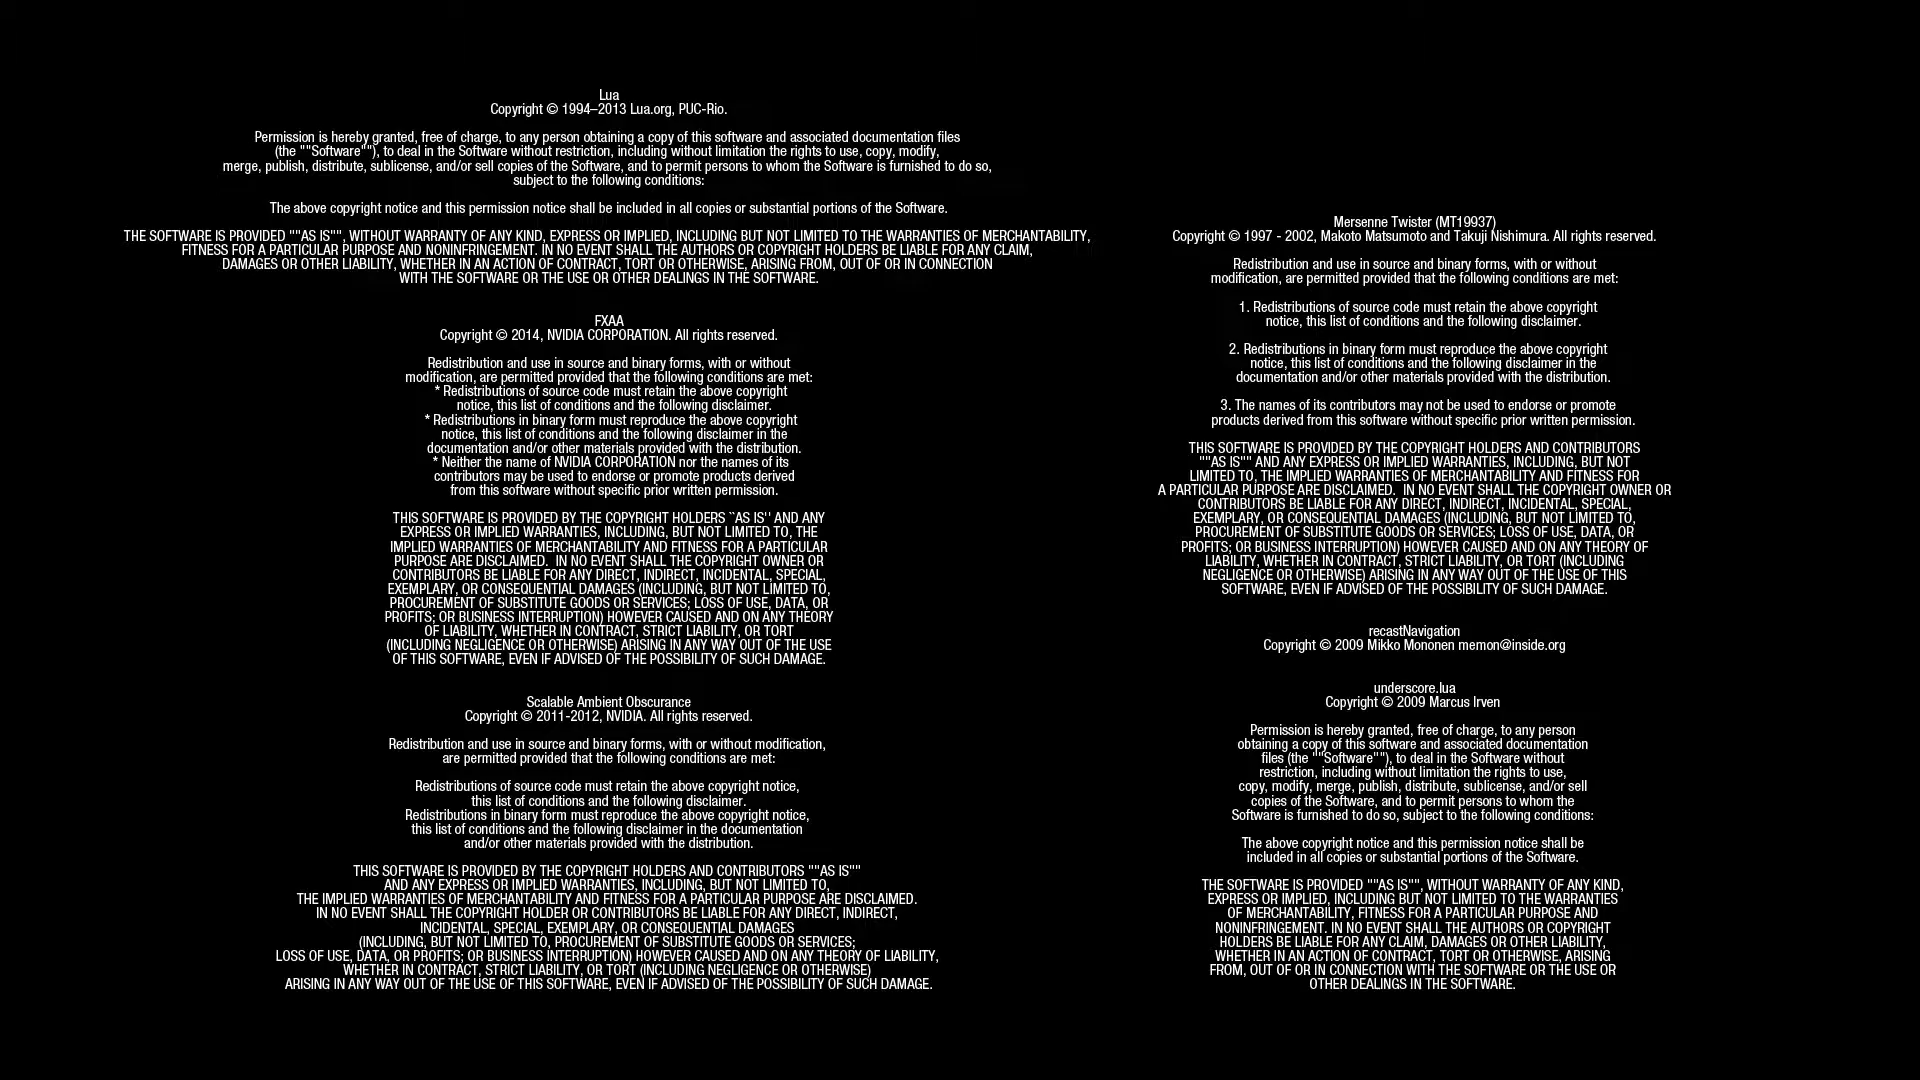 Lua
Copyright © 1994–2013 Lua.org, PUC-Rio.
Permission is hereby granted, free of charge, to any person obtaining a copy of this software and associated documentation files
(the ""Software""), to deal in the Software without restriction, including without limitation the rights to use, copy, modify,
merge, publish, distribute, sublicense, and/or sell copies of the Software, and to permit persons to whom the Software is furnished to do so,
subject to the following conditions:
The above copyright notice and this permission notice shall be included in all copies or substantial portions of the Software.
THE SOFTWARE IS PROVIDED ""AS IS"", WITHOUT WARRANTY OF ANY KIND, EXPRESS OR IMPLIED, INCLUDING BUT NOT LIMITED TO THE WARRANTIES OF MERCHANTABILITY,
FITNESS FOR A PARTICULAR PURPOSE AND NONINFRINGEMENT. IN NO EVENT SHALL THE AUTHORS OR COPYRIGHT HOLDERS BE LIABLE FOR ANY CLAIM,
DAMAGES OR OTHER LIABILITY, WHETHER IN AN ACTION OF CONTRACT, TORT OR OTHERWISE, ARISING FROM, OUT OF OR IN CONNECTION
WITH THE SOFTWARE OR THE USE OR OTHER DEALINGS IN THE SOFTWARE.
FXAA
Copyright © 2014, NVIDIA CORPORATION. All rights reserved.
Redistribution and use in source and binary forms, with or without
modification, are permitted provided that the following conditions are met:
* Redistributions of source code must retain the above copyright
notice, this list of conditions and the following disclaimer.
* Redistributions in binary form must reproduce the above copyright
notice, this list of conditions and the following disclaimer in the
documentation and/or other materials provided with the distribution.
* Neither the name of NVIDIA CORPORATION nor the names of its
contributors may be used to endorse or promote products derived
from this software without specific prior written permission.
THIS SOFTWARE IS PROVIDED BY THE COPYRIGHT HOLDERS ``AS IS'' AND ANY
EXPRESS OR IMPLIED WARRANTIES, INCLUDING, BUT NOT LIMITED TO, THE
IMPLIED WARRANTIES OF MERCHANTABILITY AND FITNESS FOR A PARTICULAR
PURPOSE ARE DISCLAIMED.  IN NO EVENT SHALL THE COPYRIGHT OWNER OR
CONTRIBUTORS BE LIABLE FOR ANY DIRECT, INDIRECT, INCIDENTAL, SPECIAL,
EXEMPLARY, OR CONSEQUENTIAL DAMAGES (INCLUDING, BUT NOT LIMITED TO,
PROCUREMENT OF SUBSTITUTE GOODS OR SERVICES; LOSS OF USE, DATA, OR
PROFITS; OR BUSINESS INTERRUPTION) HOWEVER CAUSED AND ON ANY THEORY
OF LIABILITY, WHETHER IN CONTRACT, STRICT LIABILITY, OR TORT
(INCLUDING NEGLIGENCE OR OTHERWISE) ARISING IN ANY WAY OUT OF THE USE
OF THIS SOFTWARE, EVEN IF ADVISED OF THE POSSIBILITY OF SUCH DAMAGE.
Scalable Ambient Obscurance
Copyright © 2011-2012, NVIDIA. All rights reserved.
Redistribution and use in source and binary forms, with or without modification,
are permitted provided that the following conditions are met:
Redistributions of source code must retain the above copyright notice,
this list of conditions and the following disclaimer.
Redistributions in binary form must reproduce the above copyright notice,
this list of conditions and the following disclaimer in the documentation
and/or other materials provided with the distribution.
THIS SOFTWARE IS PROVIDED BY THE COPYRIGHT HOLDERS AND CONTRIBUTORS ""AS IS""
AND ANY EXPRESS OR IMPLIED WARRANTIES, INCLUDING, BUT NOT LIMITED TO,
THE IMPLIED WARRANTIES OF MERCHANTABILITY AND FITNESS FOR A PARTICULAR PURPOSE ARE DISCLAIMED.
IN NO EVENT SHALL THE COPYRIGHT HOLDER OR CONTRIBUTORS BE LIABLE FOR ANY DIRECT, INDIRECT,
INCIDENTAL, SPECIAL, EXEMPLARY, OR CONSEQUENTIAL DAMAGES
(INCLUDING, BUT NOT LIMITED TO, PROCUREMENT OF SUBSTITUTE GOODS OR SERVICES;
LOSS OF USE, DATA, OR PROFITS; OR BUSINESS INTERRUPTION) HOWEVER CAUSED AND ON ANY THEORY OF LIABILITY,
WHETHER IN CONTRACT, STRICT LIABILITY, OR TORT (INCLUDING NEGLIGENCE OR OTHERWISE)
ARISING IN ANY WAY OUT OF THE USE OF THIS SOFTWARE, EVEN IF ADVISED OF THE POSSIBILITY OF SUCH DAMAGE.
Mersenne Twister (MT19937)
Copyright © 1997 - 2002, Makoto Matsumoto and Takuji Nishimura. All rights reserved.
Redistribution and use in source and binary forms, with or without
modification, are permitted provided that the following conditions are met:
1. Redistributions of source code must retain the above copyright
notice, this list of conditions and the following disclaimer.
2. Redistributions in binary form must reproduce the above copyright
notice, this list of conditions and the following disclaimer in the
documentation and/or other materials provided with the distribution.
3. The names of its contributors may not be used to endorse or promote
products derived from this software without specific prior written permission.
THIS SOFTWARE IS PROVIDED BY THE COPYRIGHT HOLDERS AND CONTRIBUTORS
""AS IS"" AND ANY EXPRESS OR IMPLIED WARRANTIES, INCLUDING, BUT NOT
LIMITED TO, THE IMPLIED WARRANTIES OF MERCHANTABILITY AND FITNESS FOR
A PARTICULAR PURPOSE ARE DISCLAIMED.  IN NO EVENT SHALL THE COPYRIGHT OWNER OR
CONTRIBUTORS BE LIABLE FOR ANY DIRECT, INDIRECT, INCIDENTAL, SPECIAL,
EXEMPLARY, OR CONSEQUENTIAL DAMAGES (INCLUDING, BUT NOT LIMITED TO,
PROCUREMENT OF SUBSTITUTE GOODS OR SERVICES; LOSS OF USE, DATA, OR
PROFITS; OR BUSINESS INTERRUPTION) HOWEVER CAUSED AND ON ANY THEORY OF
LIABILITY, WHETHER IN CONTRACT, STRICT LIABILITY, OR TORT (INCLUDING
NEGLIGENCE OR OTHERWISE) ARISING IN ANY WAY OUT OF THE USE OF THIS
SOFTWARE, EVEN IF ADVISED OF THE POSSIBILITY OF SUCH DAMAGE.
recastNavigation
Copyright © 2009 Mikko Mononen memon@inside.org
underscore.lua
Copyright © 2009 Marcus Irven
Permission is hereby granted, free of charge, to any person
obtaining a copy of this software and associated documentation
files (the ""Software""), to deal in the Software without
restriction, including without limitation the rights to use,
copy, modify, merge, publish, distribute, sublicense, and/or sell
copies of the Software, and to permit persons to whom the
Software is furnished to do so, subject to the following conditions:
The above copyright notice and this permission notice shall be
included in all copies or substantial portions of the Software.
THE SOFTWARE IS PROVIDED ""AS IS"", WITHOUT WARRANTY OF ANY KIND,
EXPRESS OR IMPLIED, INCLUDING BUT NOT LIMITED TO THE WARRANTIES
OF MERCHANTABILITY, FITNESS FOR A PARTICULAR PURPOSE AND
NONINFRINGEMENT. IN NO EVENT SHALL THE AUTHORS OR COPYRIGHT
HOLDERS BE LIABLE FOR ANY CLAIM, DAMAGES OR OTHER LIABILITY,
WHETHER IN AN ACTION OF CONTRACT, TORT OR OTHERWISE, ARISING
FROM, OUT OF OR IN CONNECTION WITH THE SOFTWARE OR THE USE OR
OTHER DEALINGS IN THE SOFTWARE.